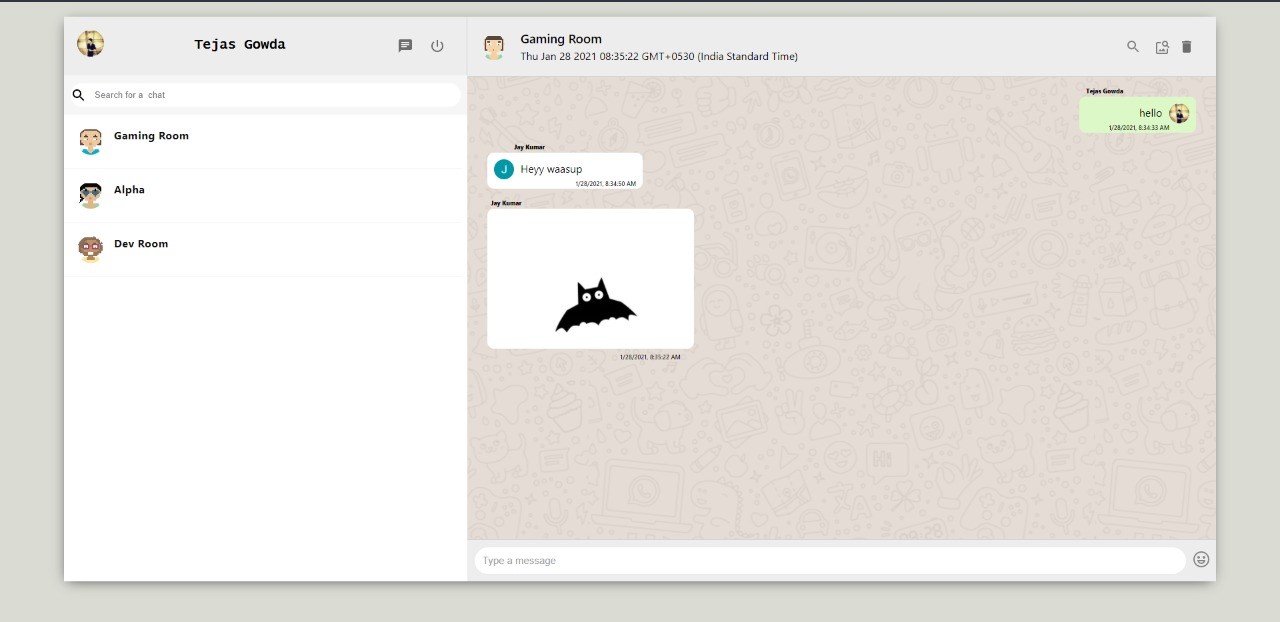 Tejas Gowda
Search for a chat
Gaming Room
Alpha
Dev Room
Gaming Room
Thu Jan 28 2021 08:35:22 GMT+0530 (India Standard Time)
Tejas Gowda
hello
1/28/2021, 8:34:33 AM
Jay Kumar
J
Heyy waasup
1/28/2021, 8:34:50 AM
Jay Kumar
1/28/2021, 8:35:22 AM
Hi
Type a message